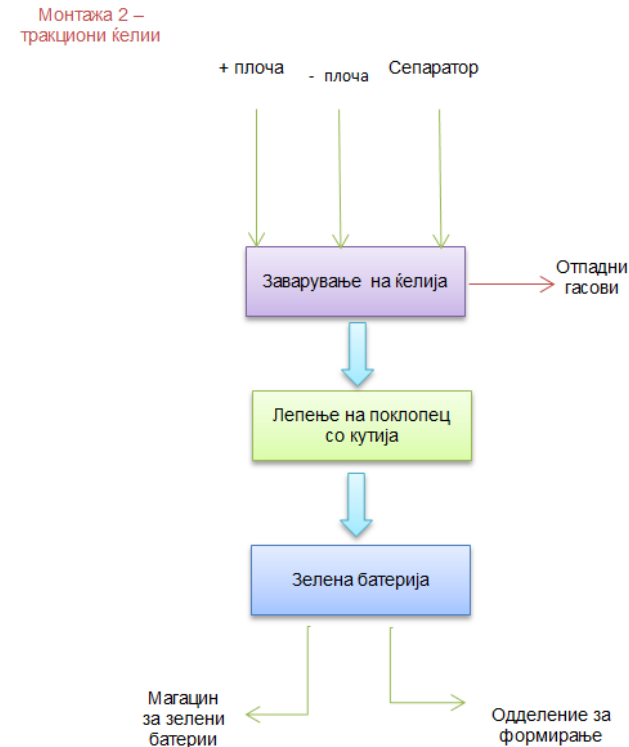 Монтажа 2 –
тракциони ќелии
+ плоча
- плоча
Сепаратор
Заварување на ќелија
Отпадни
гасови
Лепење на поклопец
со кутија
Зелена батерија
Магацин
за зелени
батерии
Одделение за
формирање